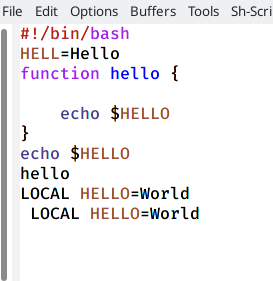 File Edit Options Buffers Tools Sh-Scri
#!/bin/bash
HELL=Hello
function hello {
echo $HELLO
}
echo $HELLO
hello
LOCAL HELLO=World
LOCAL HELLO=World